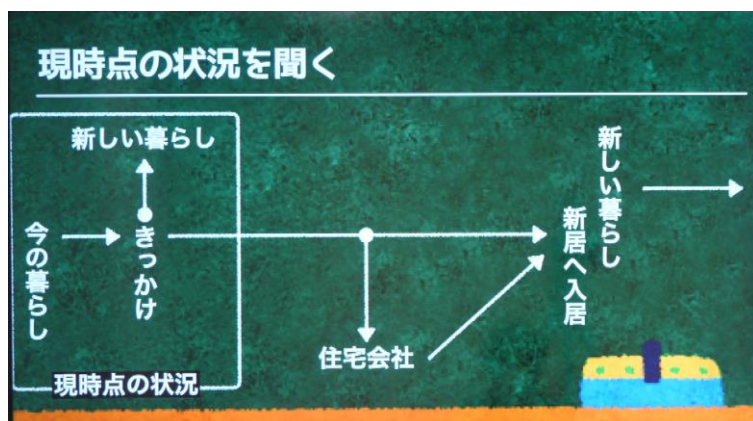 現時点の状況を聞く
新しい暮らし
今の暮らし
きっかけ
現時点の状況
住宅会社
新居へ入居
新しい暮らし